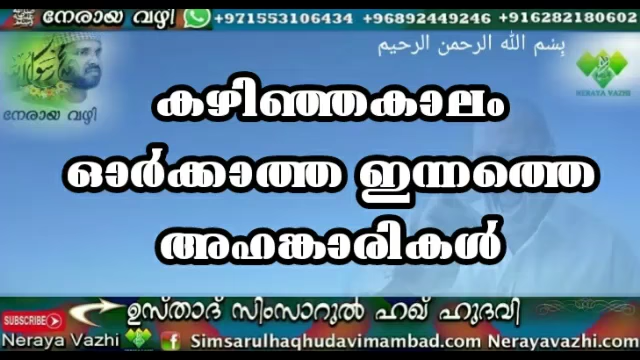 നേരായ വഴി +971553106434 +96892449246 +916282180602
بِسْمِ الله الرحمن الرحيم
നേരായ വഴി
NERAYA VAZHI
കഴിഞ്ഞകാലം
ഓർക്കാത്ത ഇന്നത്തെ
അഹങ്കാരികൾ
SUBSCRIBE ഉസ്താദ് സിംസാറുൽ ഹഖ് ഹുദവി
Neraya Vazhi f Simsarulhaqhudavimambad.com Nerayavazhi.com